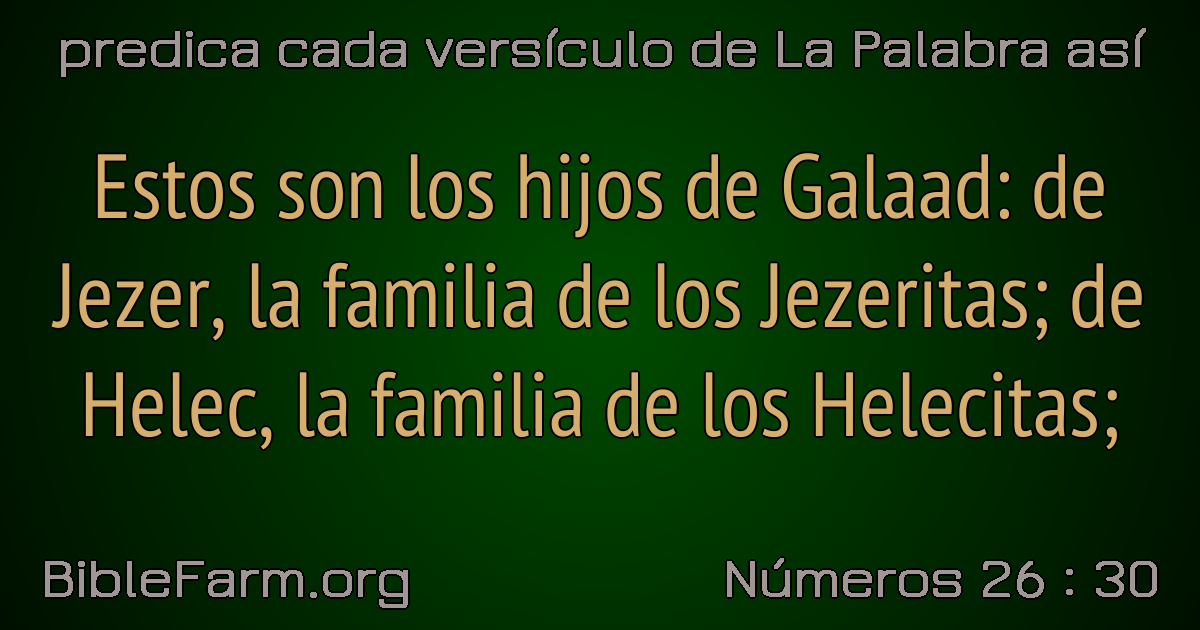 predica cada versículo de La Palabra así
Estos son los hijos de Galaad: de
Jezer, la familia de los Jezeritas; de
Helec, la familia de los Helecitas;
BibleFarm.org
Números 26 : 30